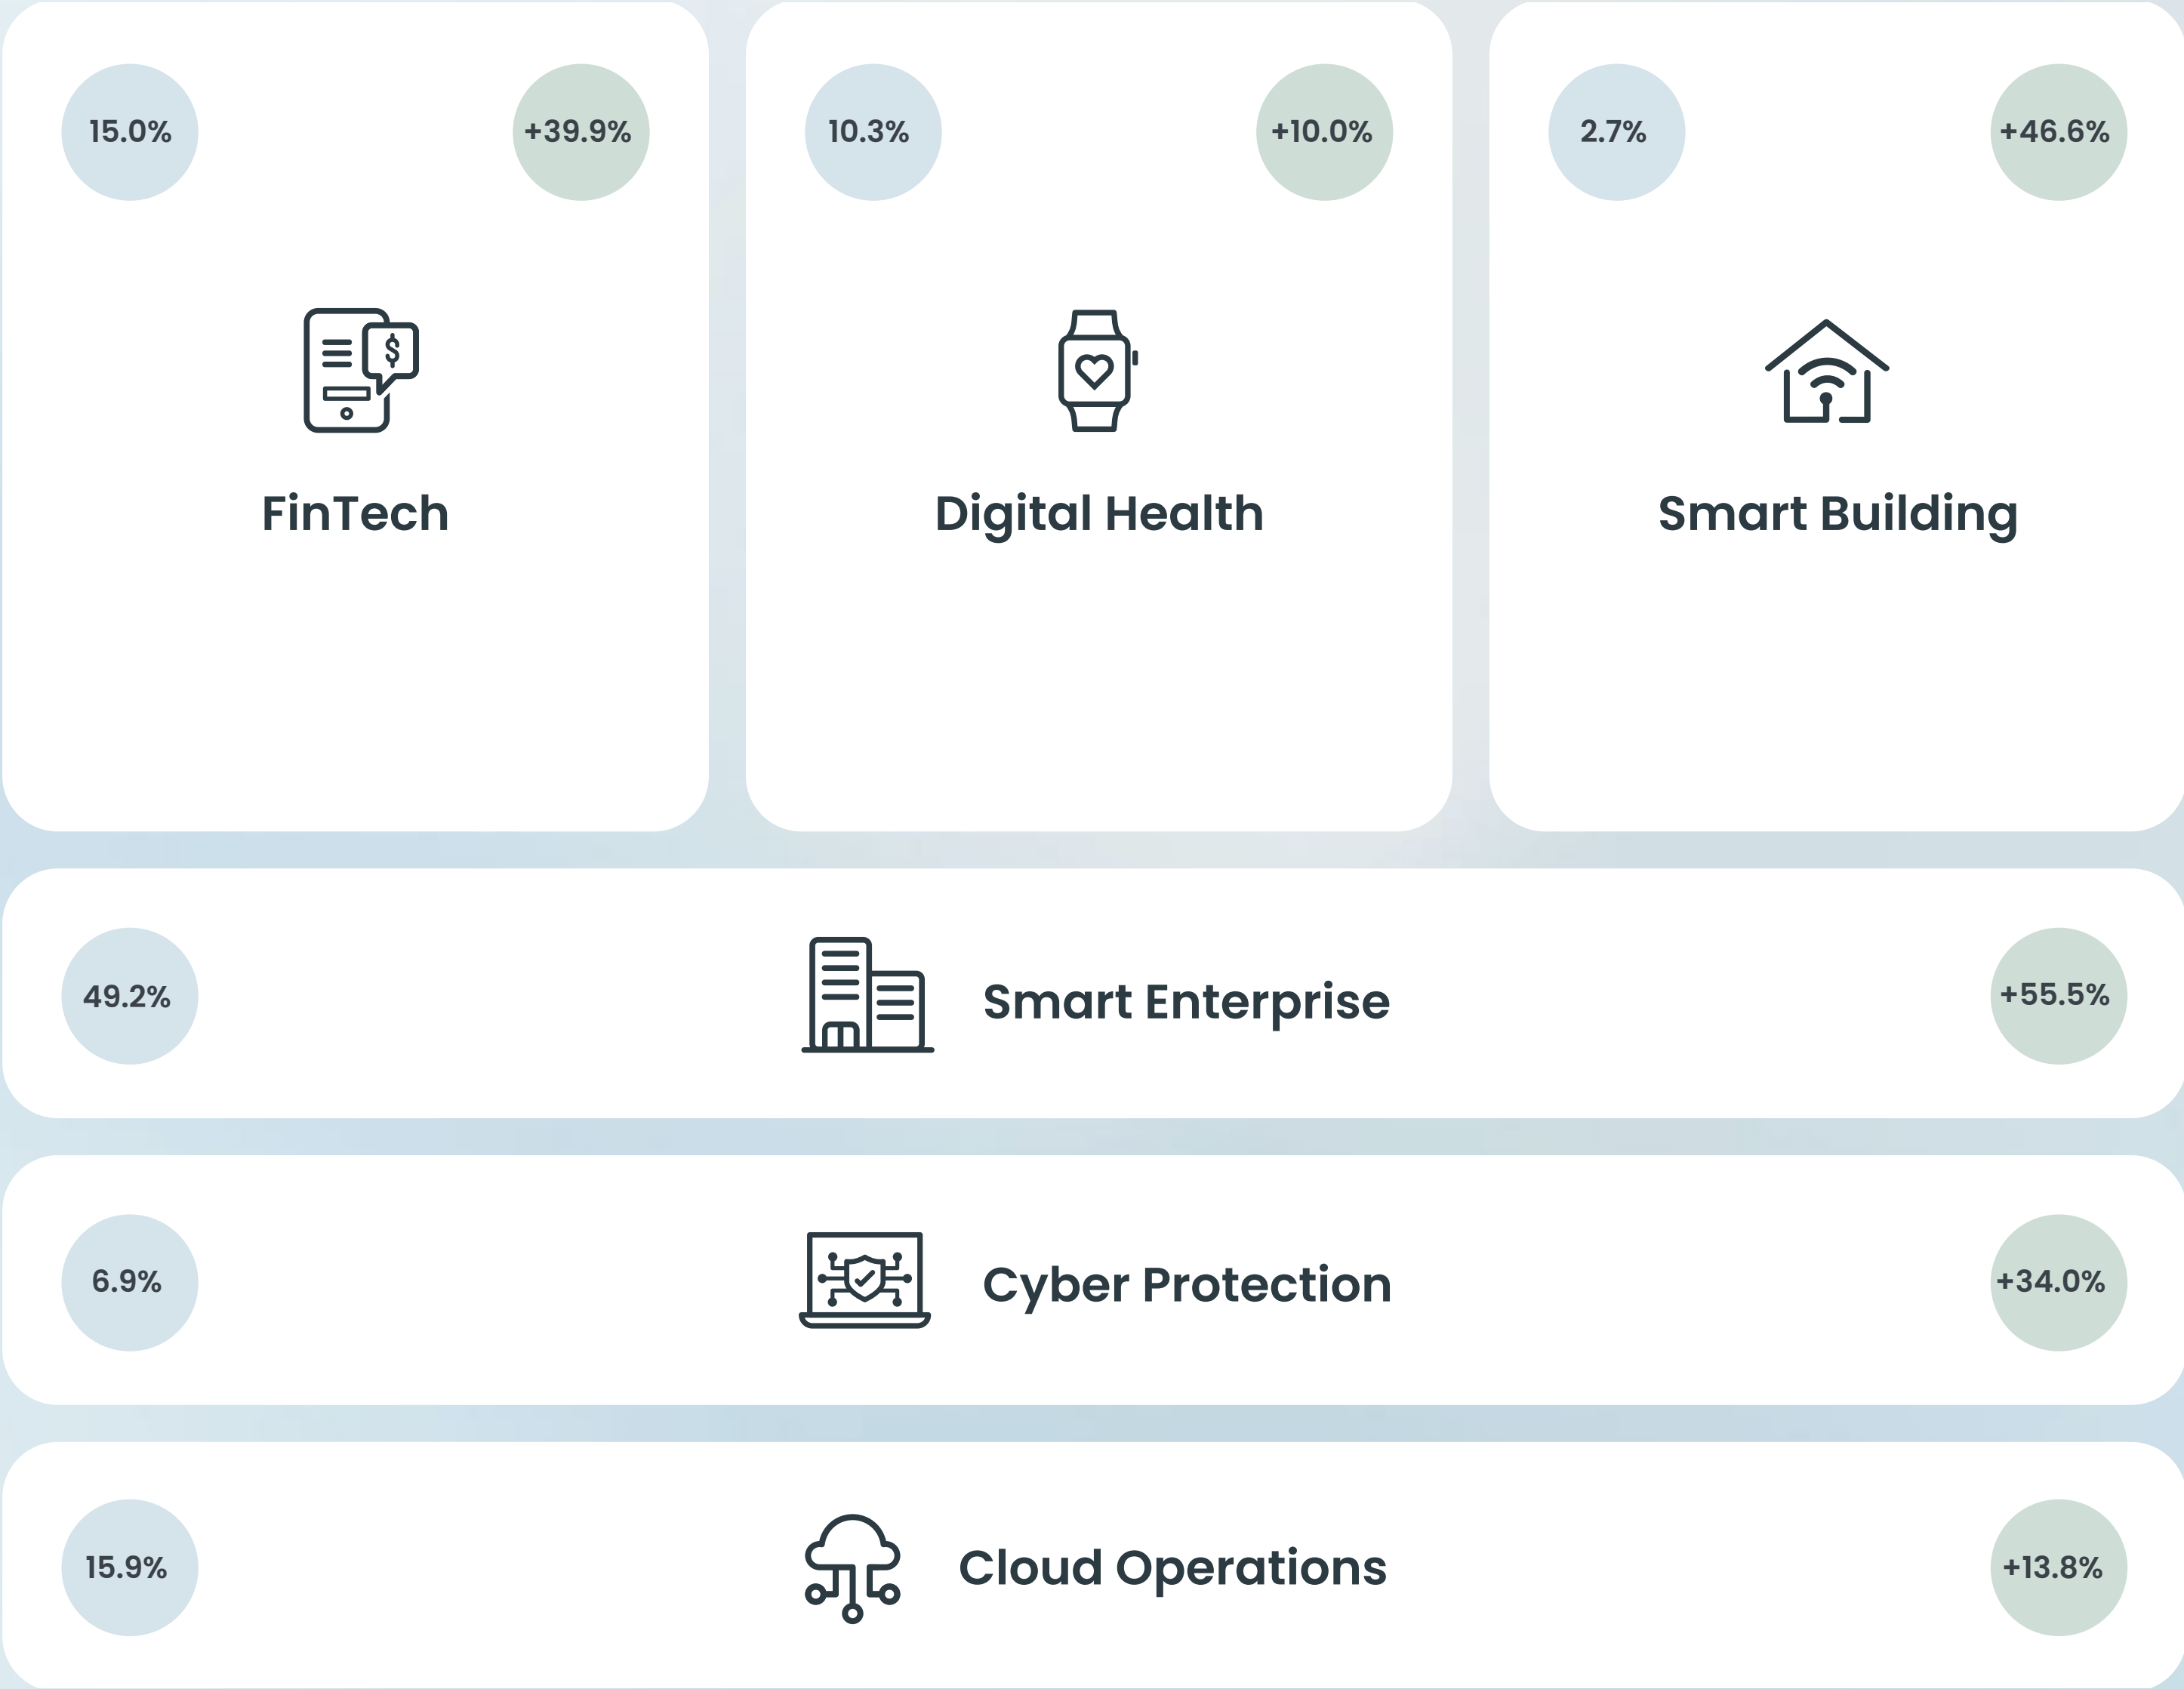 15.0%
+39.9%
$
FinTech
10.3%
+10.0%
Digital Health
2.7%
+46.6%
Smart Building
49.2%
Smart Enterprise
+55.5%
6.9%
Cyber Protection
+34.0%
15.9%
Cloud Operations
+13.8%